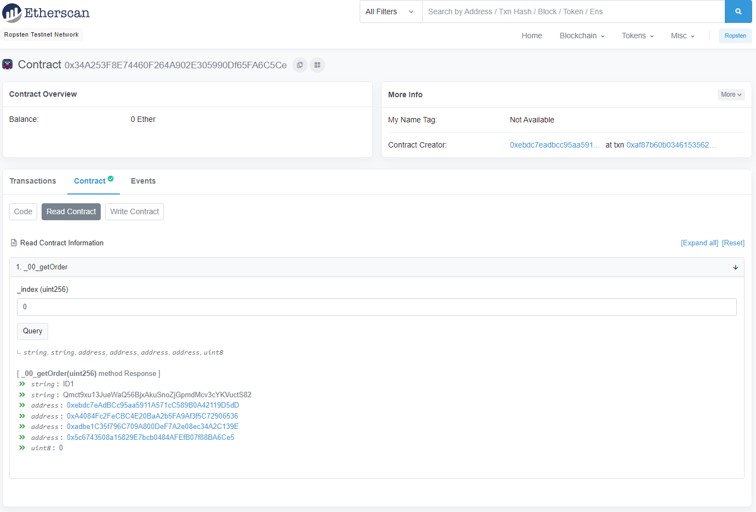 Etherscan
All Filters
Search by Address / Txn Hash / Block / Token / Ens
Ropsten Testnet Network
Home Blockchain Tokens Misc Ropsten
Contract 0x34A253F8E74460F264A902E305990Df65FA6C5Ce
Contract Overview
Balance: 0 Ether
More Info
More
My Name Tag: Not Available
Contract Creator: 0xebdc7eadbcc95aa591... at txn 0xaf87b60b0346153562...
Transactions Contract Events
Code Read Contract Write Contract
Read Contract Information
[Expand all] [Reset]
1. _00_getOrder
_index (uint256)
0
Query
string, string, address, address, address, address, uint8
[ _00_getOrder(uint256) method Response ]
string : ID1
string : Qmct9xu13JueWaQ56BjxAkuSnoZjGpmdMcv3cYKVuctS82
address : 0xebdc7eAdBCc95aa5911A571cC589B0A42119D5dD
address : 0xA4084Fc2FeCBC4E20BaA2b5FA9Af3f5C72906536
address : 0xadbe1C35f796C709A800DeF7A2e08ec34A2C139E
address : 0x5c6743508a15829E7bcb0484AFEfB07f88BA6Ce5
uint8 : 0